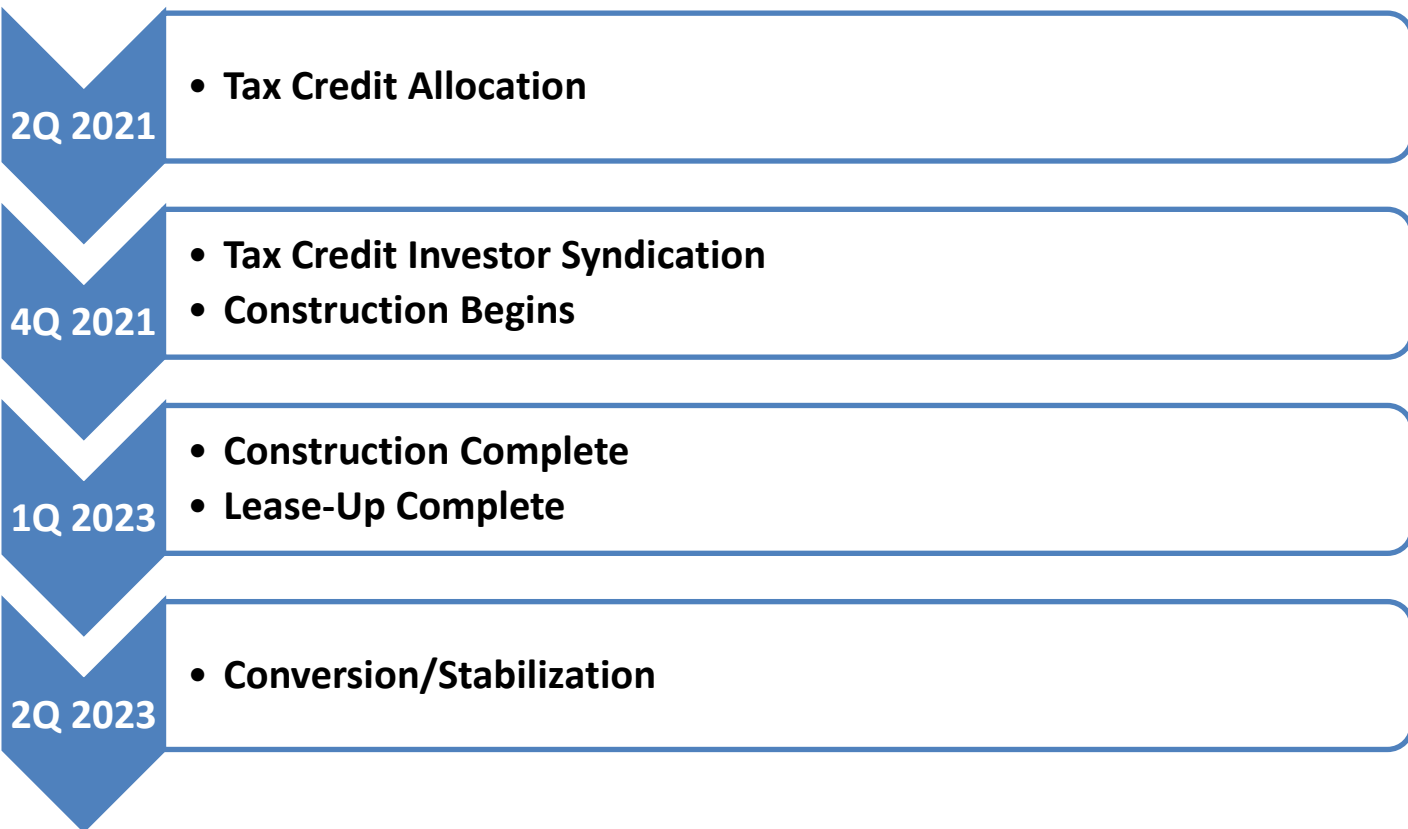 2Q 2021
• Tax Credit Allocation
4Q 2021
• Tax Credit Investor Syndication
• Construction Begins
1Q 2023
• Construction Complete
• Lease-Up Complete
2Q 2023
• Conversion/Stabilization